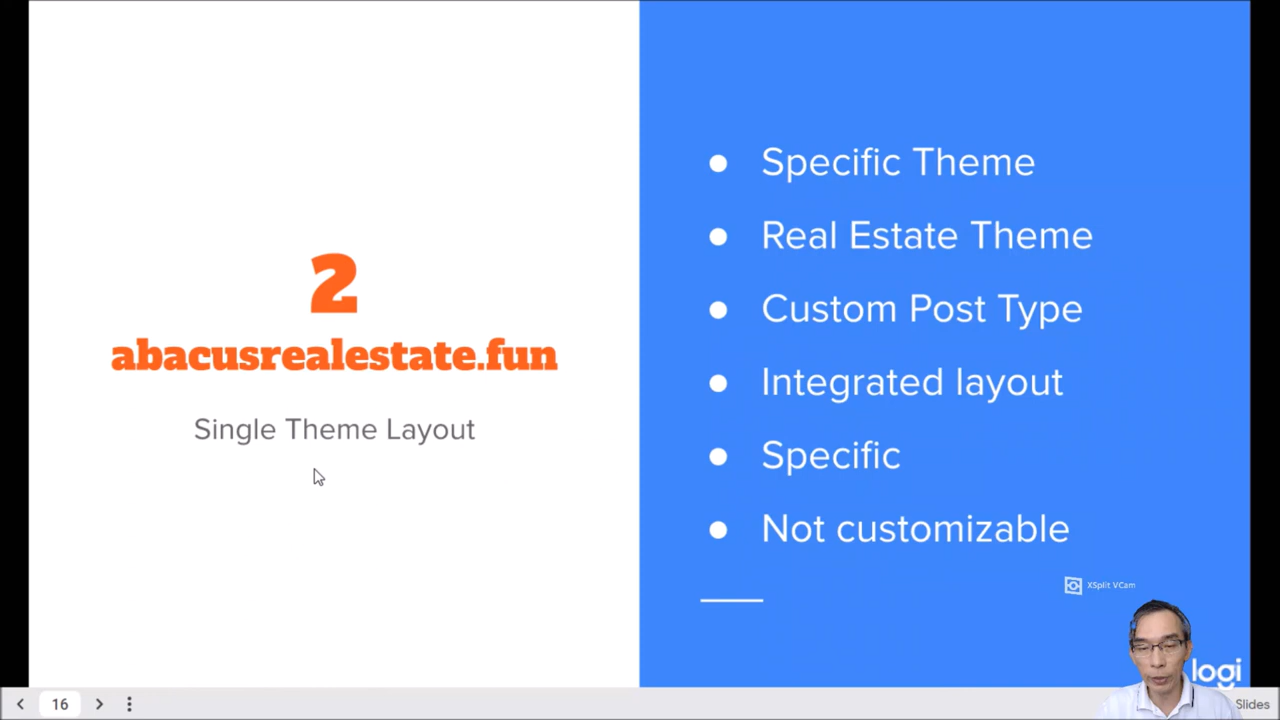 2
abacusrealestate.fun
Single Theme Layout
Specific Theme
Real Estate Theme
Custom Post Type
Integrated layout
Specific
Not customizable
XSplit VCam
logi
16
Slides